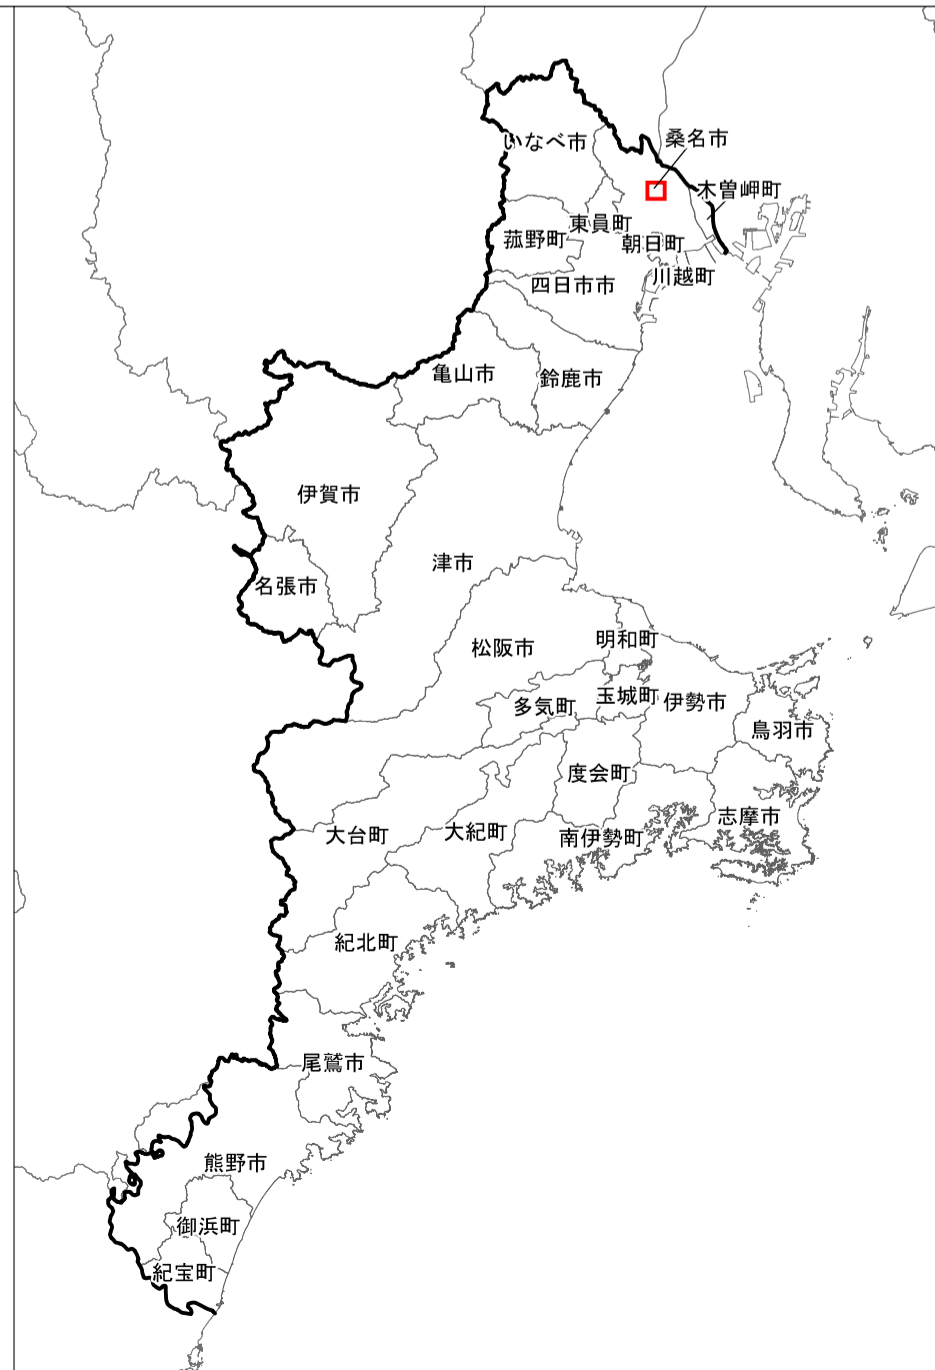 桑名市
いなべ市
木曽岬町
東員町
菰野町
朝日町
川越町
四日市市
亀山市
鈴鹿市
伊賀市
津市
名張市
明和町
松阪市
玉城町
伊勢市
多気町
鳥羽市
度会町
志摩市
大台町
大紀町
南伊勢町
紀北町
尾鷲市
熊野市
御浜町
紀宝町